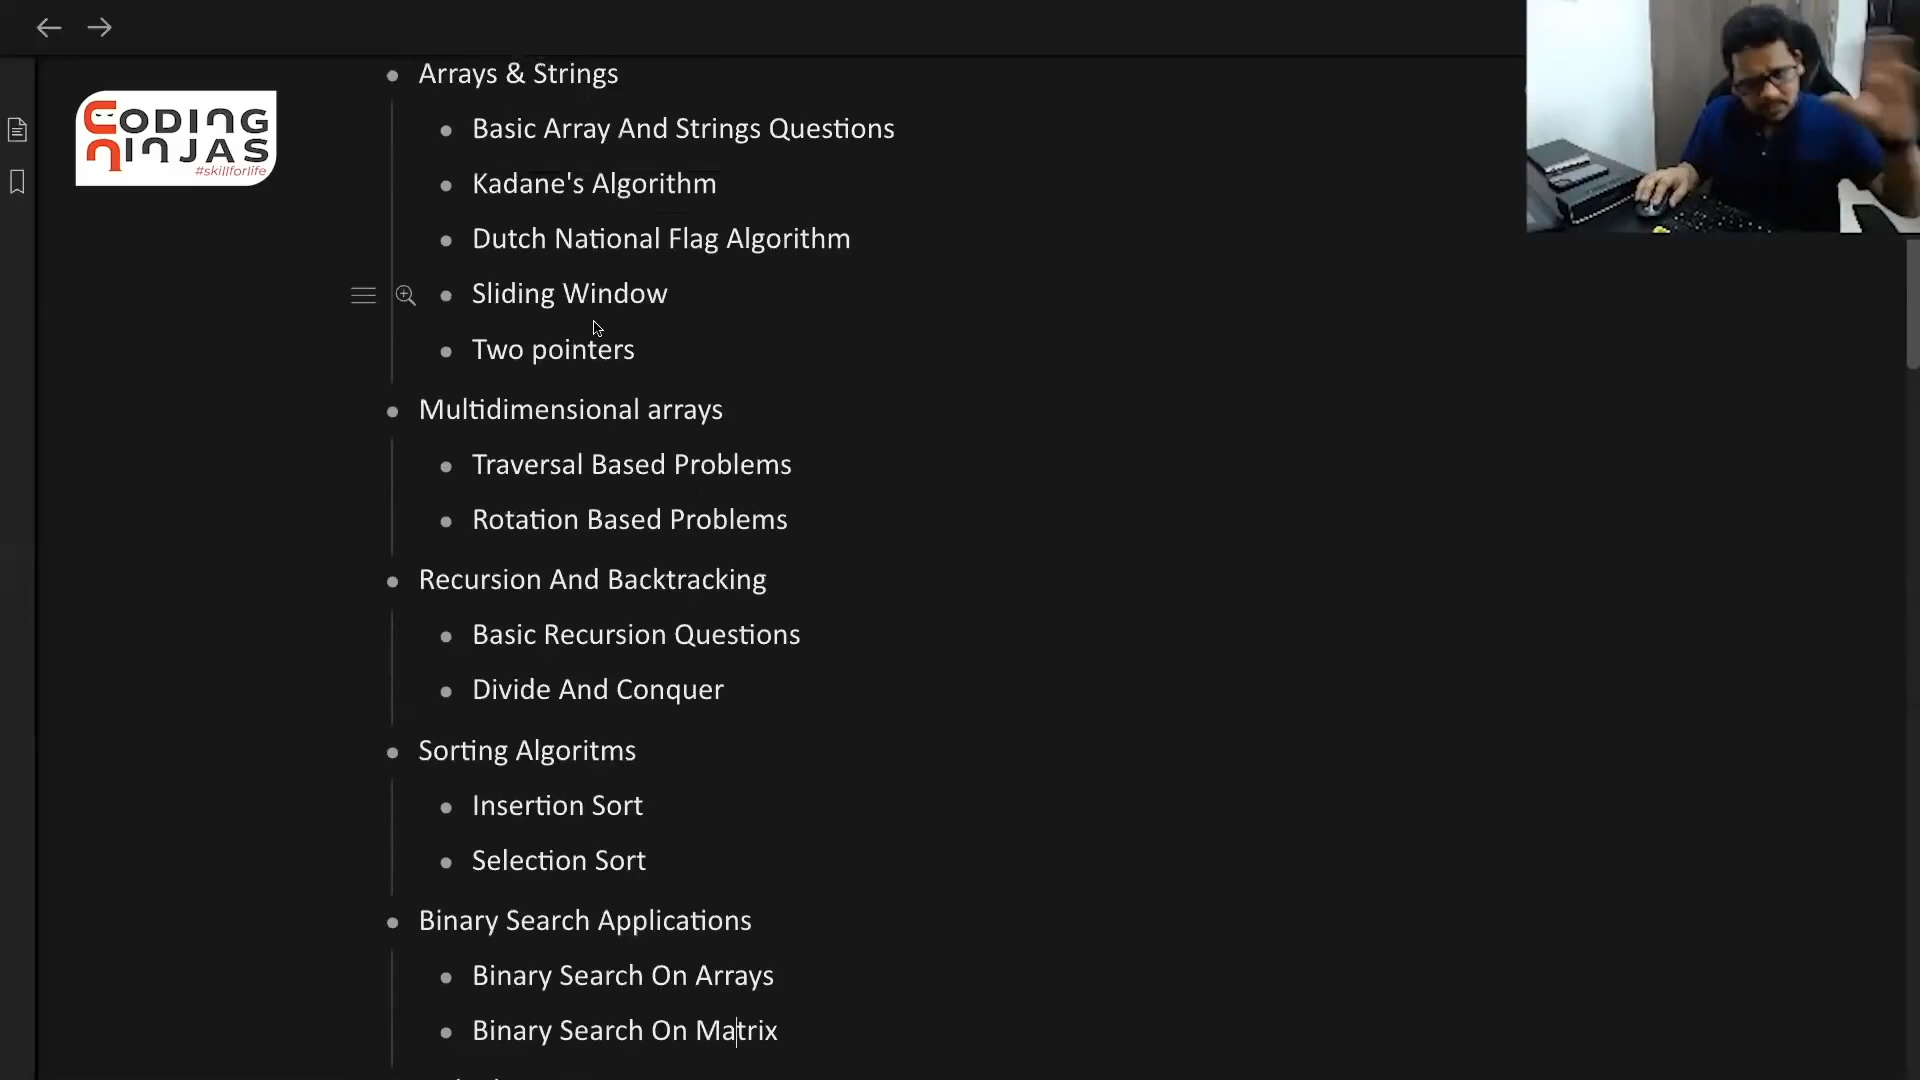 CODING
NINJAS
#skillforlife
Arrays & Strings
Basic Array And Strings Questions
Kadane's Algorithm
Dutch National Flag Algorithm
Sliding Window
Two pointers
Multidimensional arrays
Traversal Based Problems
Rotation Based Problems
Recursion And Backtracking
Basic Recursion Questions
Divide And Conquer
Sorting Algoritms
Insertion Sort
Selection Sort
Binary Search Applications
Binary Search On Arrays
Binary Search On Matrix